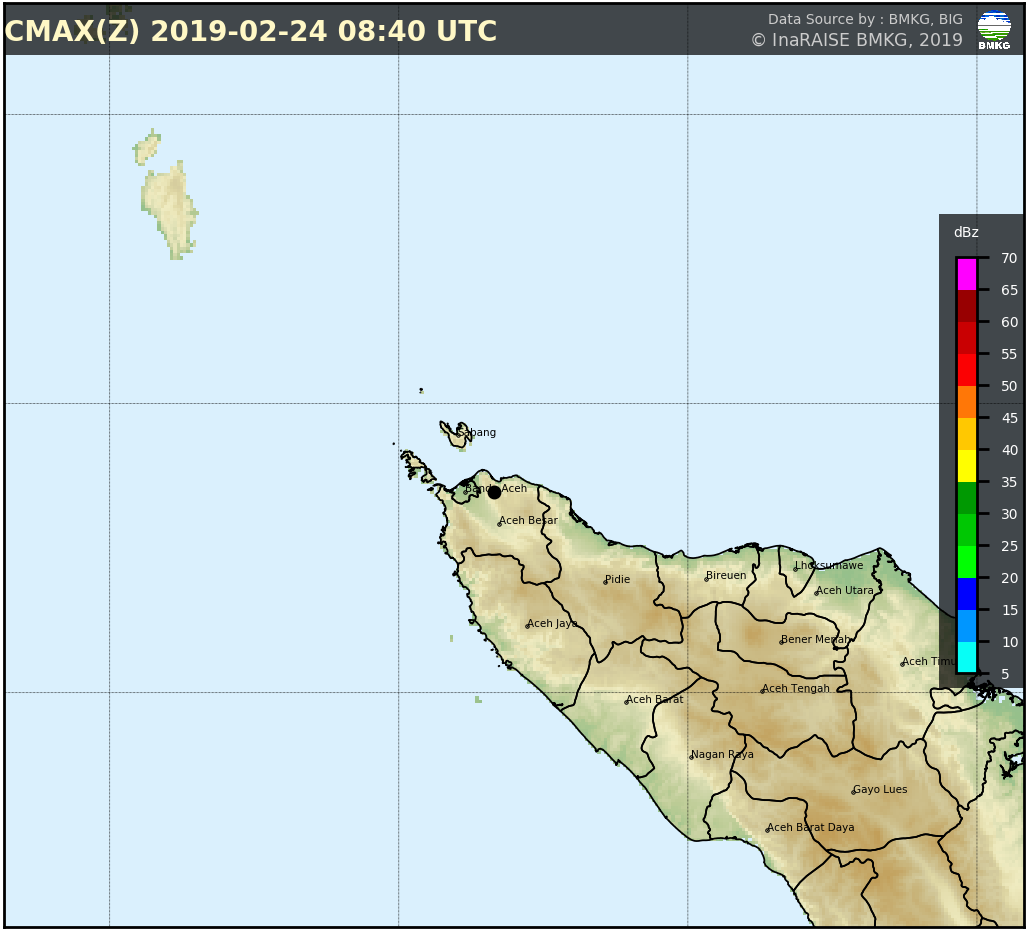 CMAX(Z) 2019-02-24 08:40 UTC
Data Source by : BMKG, BIG
© InaRAISE BMKG, 2019
BMKG
dBz
70
65
60
55
50
45
40
35
30
25
20
15
10
5
Sabang
Banda Aceh
Aceh Besar
Pidie
Bireuen
Lhoksumawe
Aceh Utara
Aceh Jaya
Bener Meriah
Aceh Timu
Aceh Tengah
Aceh Barat
Nagan Raya
Gayo Lues
Aceh Barat Daya